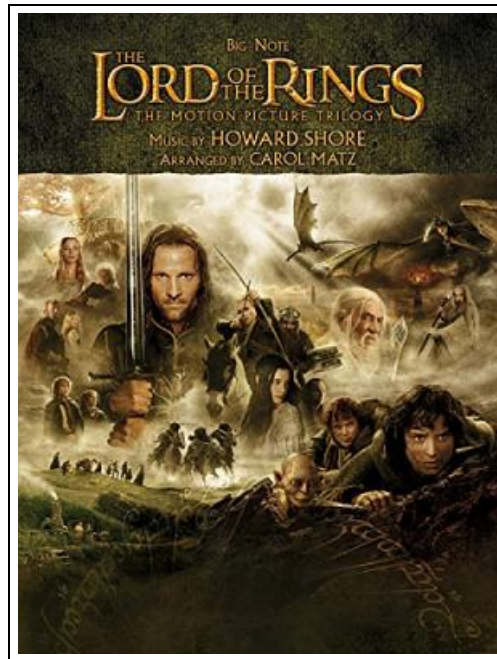 BIG NOTE
THE LORD OF THE RINGS
THE MOTION PICTURE TRILOGY
MUSIC BY HOWARD SHORE
ARRANGED BY CAROL MATZ